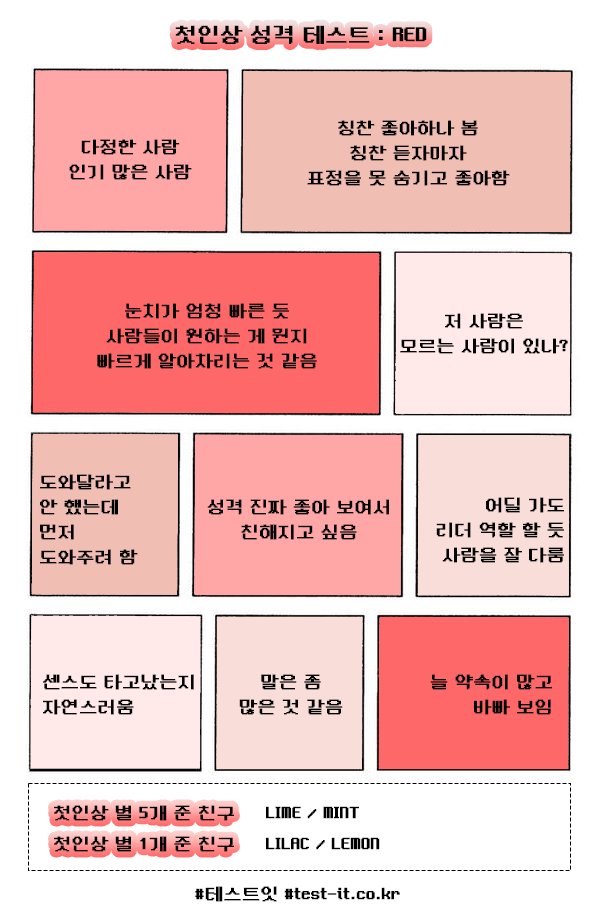 첫인상 성격 테스트 : RED
다정한 사람
인기 많은 사람
칭찬 좋아하나 봄
칭찬 듣자마자
표정을 못 숨기고 좋아함
눈치가 엄청 빠른 듯
사람들이 원하는 게 뭔지
빠르게 알아차리는 것 같음
저 사람은
모르는 사람이 있나?
도와달라고
안 했는데
먼저
도와주려 함
성격 진짜 좋아 보여서
친해지고 싶음
어딜 가도
리더 역할 할 듯
사람을 잘 다룸
센스도 타고났는지
자연스러움
말은 좀
많은 것 같음
늘 약속이 많고
바빠 보임
첫인상 별 5개 준 친구 LIME / MINT
첫인상 별 1개 준 친구 LILAC / LEMON
#테스트잇 #test-it.co.kr